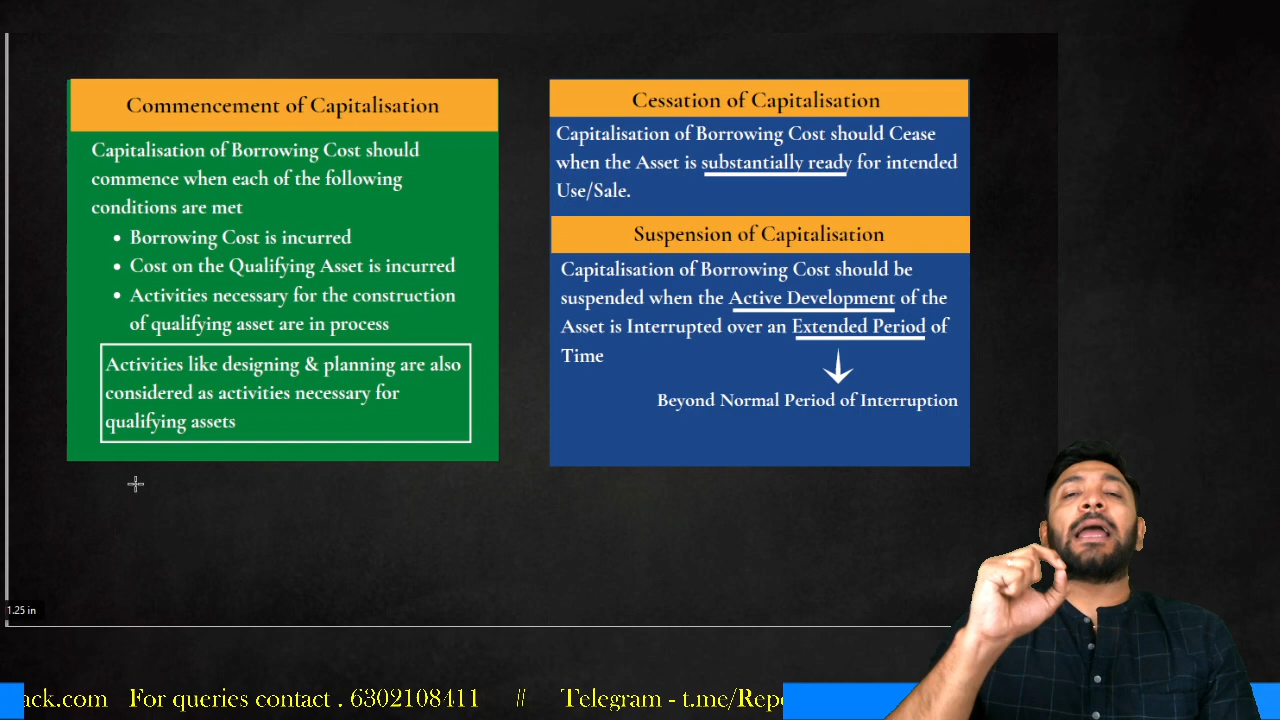 Commencement of Capitalisation
Capitalisation of Borrowing Cost should
commence when each of the following
conditions are met
• Borrowing Cost is incurred
• Cost on the Qualifying Asset is incurred
• Activities necessary for the construction
of qualifying asset are in process
Activities like designing & planning are also
considered as activities necessary for
qualifying assets
Cessation of Capitalisation
Capitalisation of Borrowing Cost should Cease
when the Asset is substantially ready for intended
Use/Sale.
Suspension of Capitalisation
Capitalisation of Borrowing Cost should be
suspended when the Active Development of the
Asset is Interrupted over an Extended Period of
Time
Beyond Normal Period of Interruption
1.25 in
ack.com For queries contact . 6302108411 # Telegram - t.me/Rep